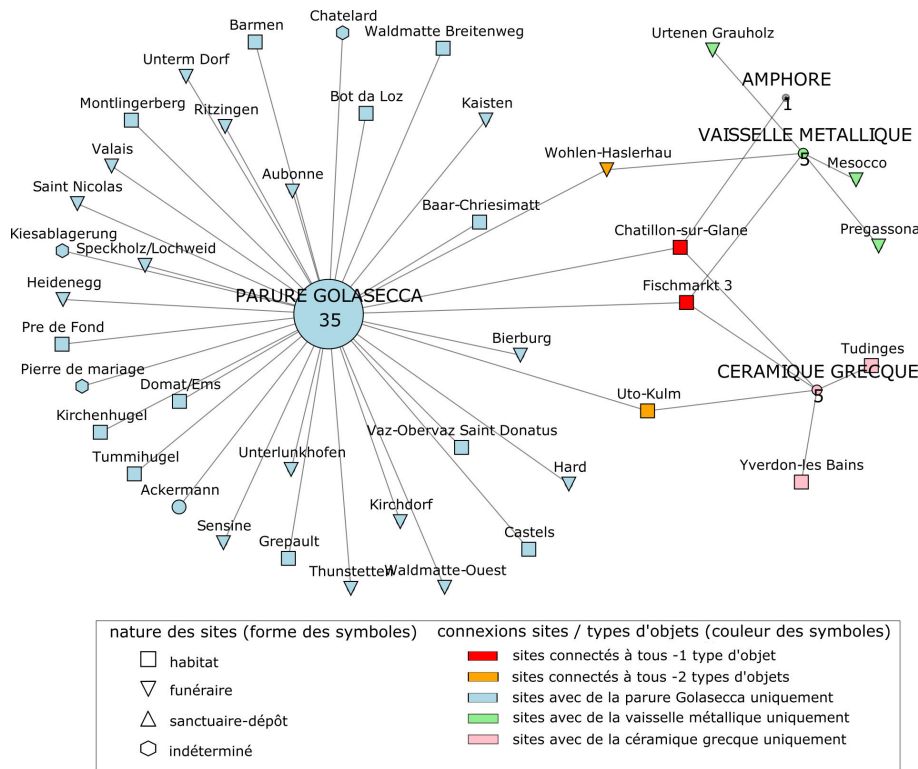 Chatelard
Barmen
Waldmatte Breitenweg
Urtenen Grauholz
Unterm Dorf
AMPHORE
1
Montlingerberg
Ritzingen
Bot da Loz
Kaisten
VAISSELLE METALLIQUE
5
Valais
Wohlen-Haslerhau
Mesocco
Aubonne
Saint Nicolas
Baar-Chriesimatt
Kiesablagerung
Speckholz/Lochweid
Chatillon-sur-Glane
Pregassona
Heidenegg
PARURE GOLASECCA
35
Fischmarkt 3
Pre de Fond
Bierburg
Tudinges
Pierre de mariage
Domat/Ems
CERAMIQUE GRECQUE
5
Uto-Kulm
Kirchenhugel
Vaz-Obervaz Saint Donatus
Tummihugel
Unterlunkhofen
Hard
Yverdon-les Bains
Ackermann
Kirchdorf
Sensine
Grepault
Castels
Thunstetten
Waldmatte-Ouest
nature des sites (forme des symboles)
habitat
funéraire
sanctuaire-dépôt
indéterminé
connexions sites / types d'objets (couleur des symboles)
sites connectés à tous -1 type d'objet
sites connectés à tous -2 types d'objets
sites avec de la parure Golasecca uniquement
sites avec de la vaisselle métallique uniquement
sites avec de la céramique grecque uniquement